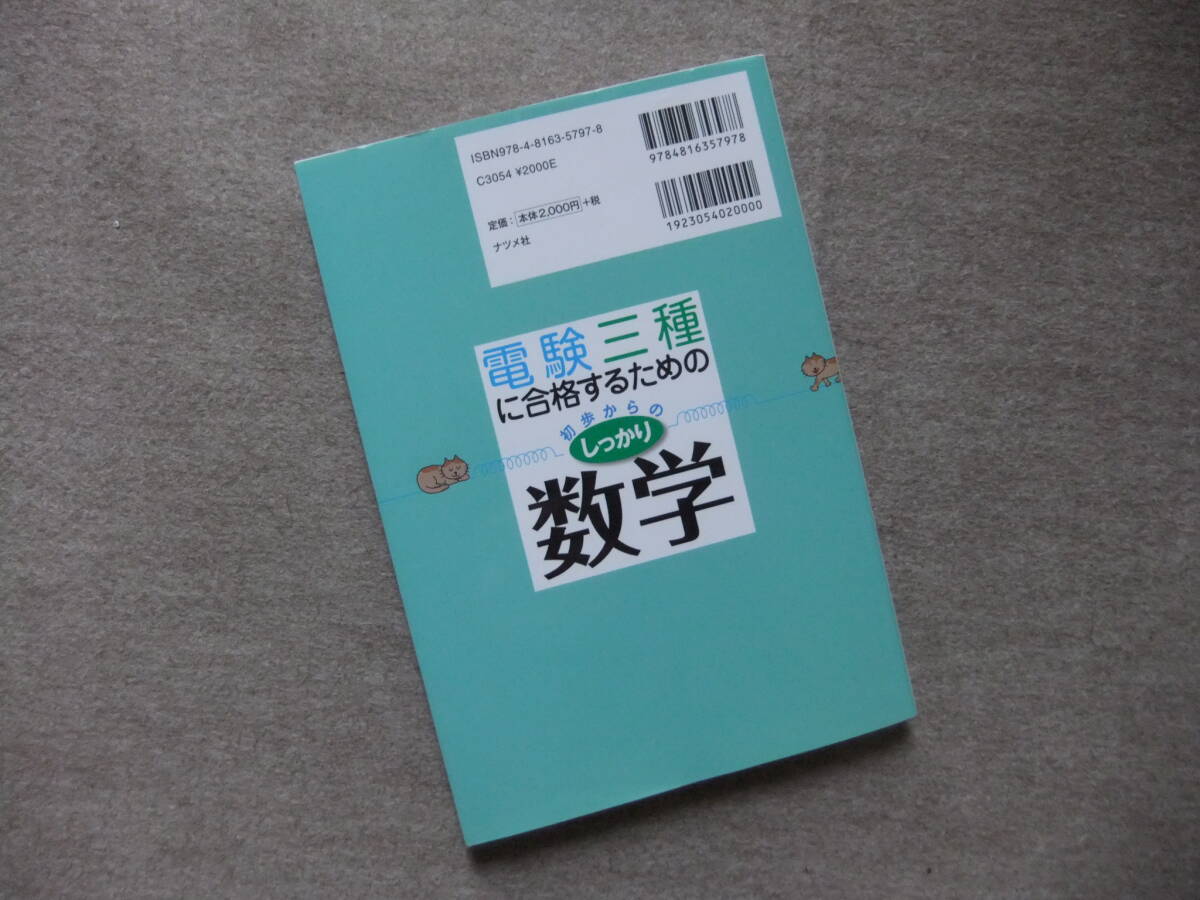 ISBN978-4-8163-5797-8
C3054 ¥2000E
定価：本体2,000円+税
ナツメ社
9784816357978
1923054020000
電験三種
に合格するための
初歩からの
しっかり
数学